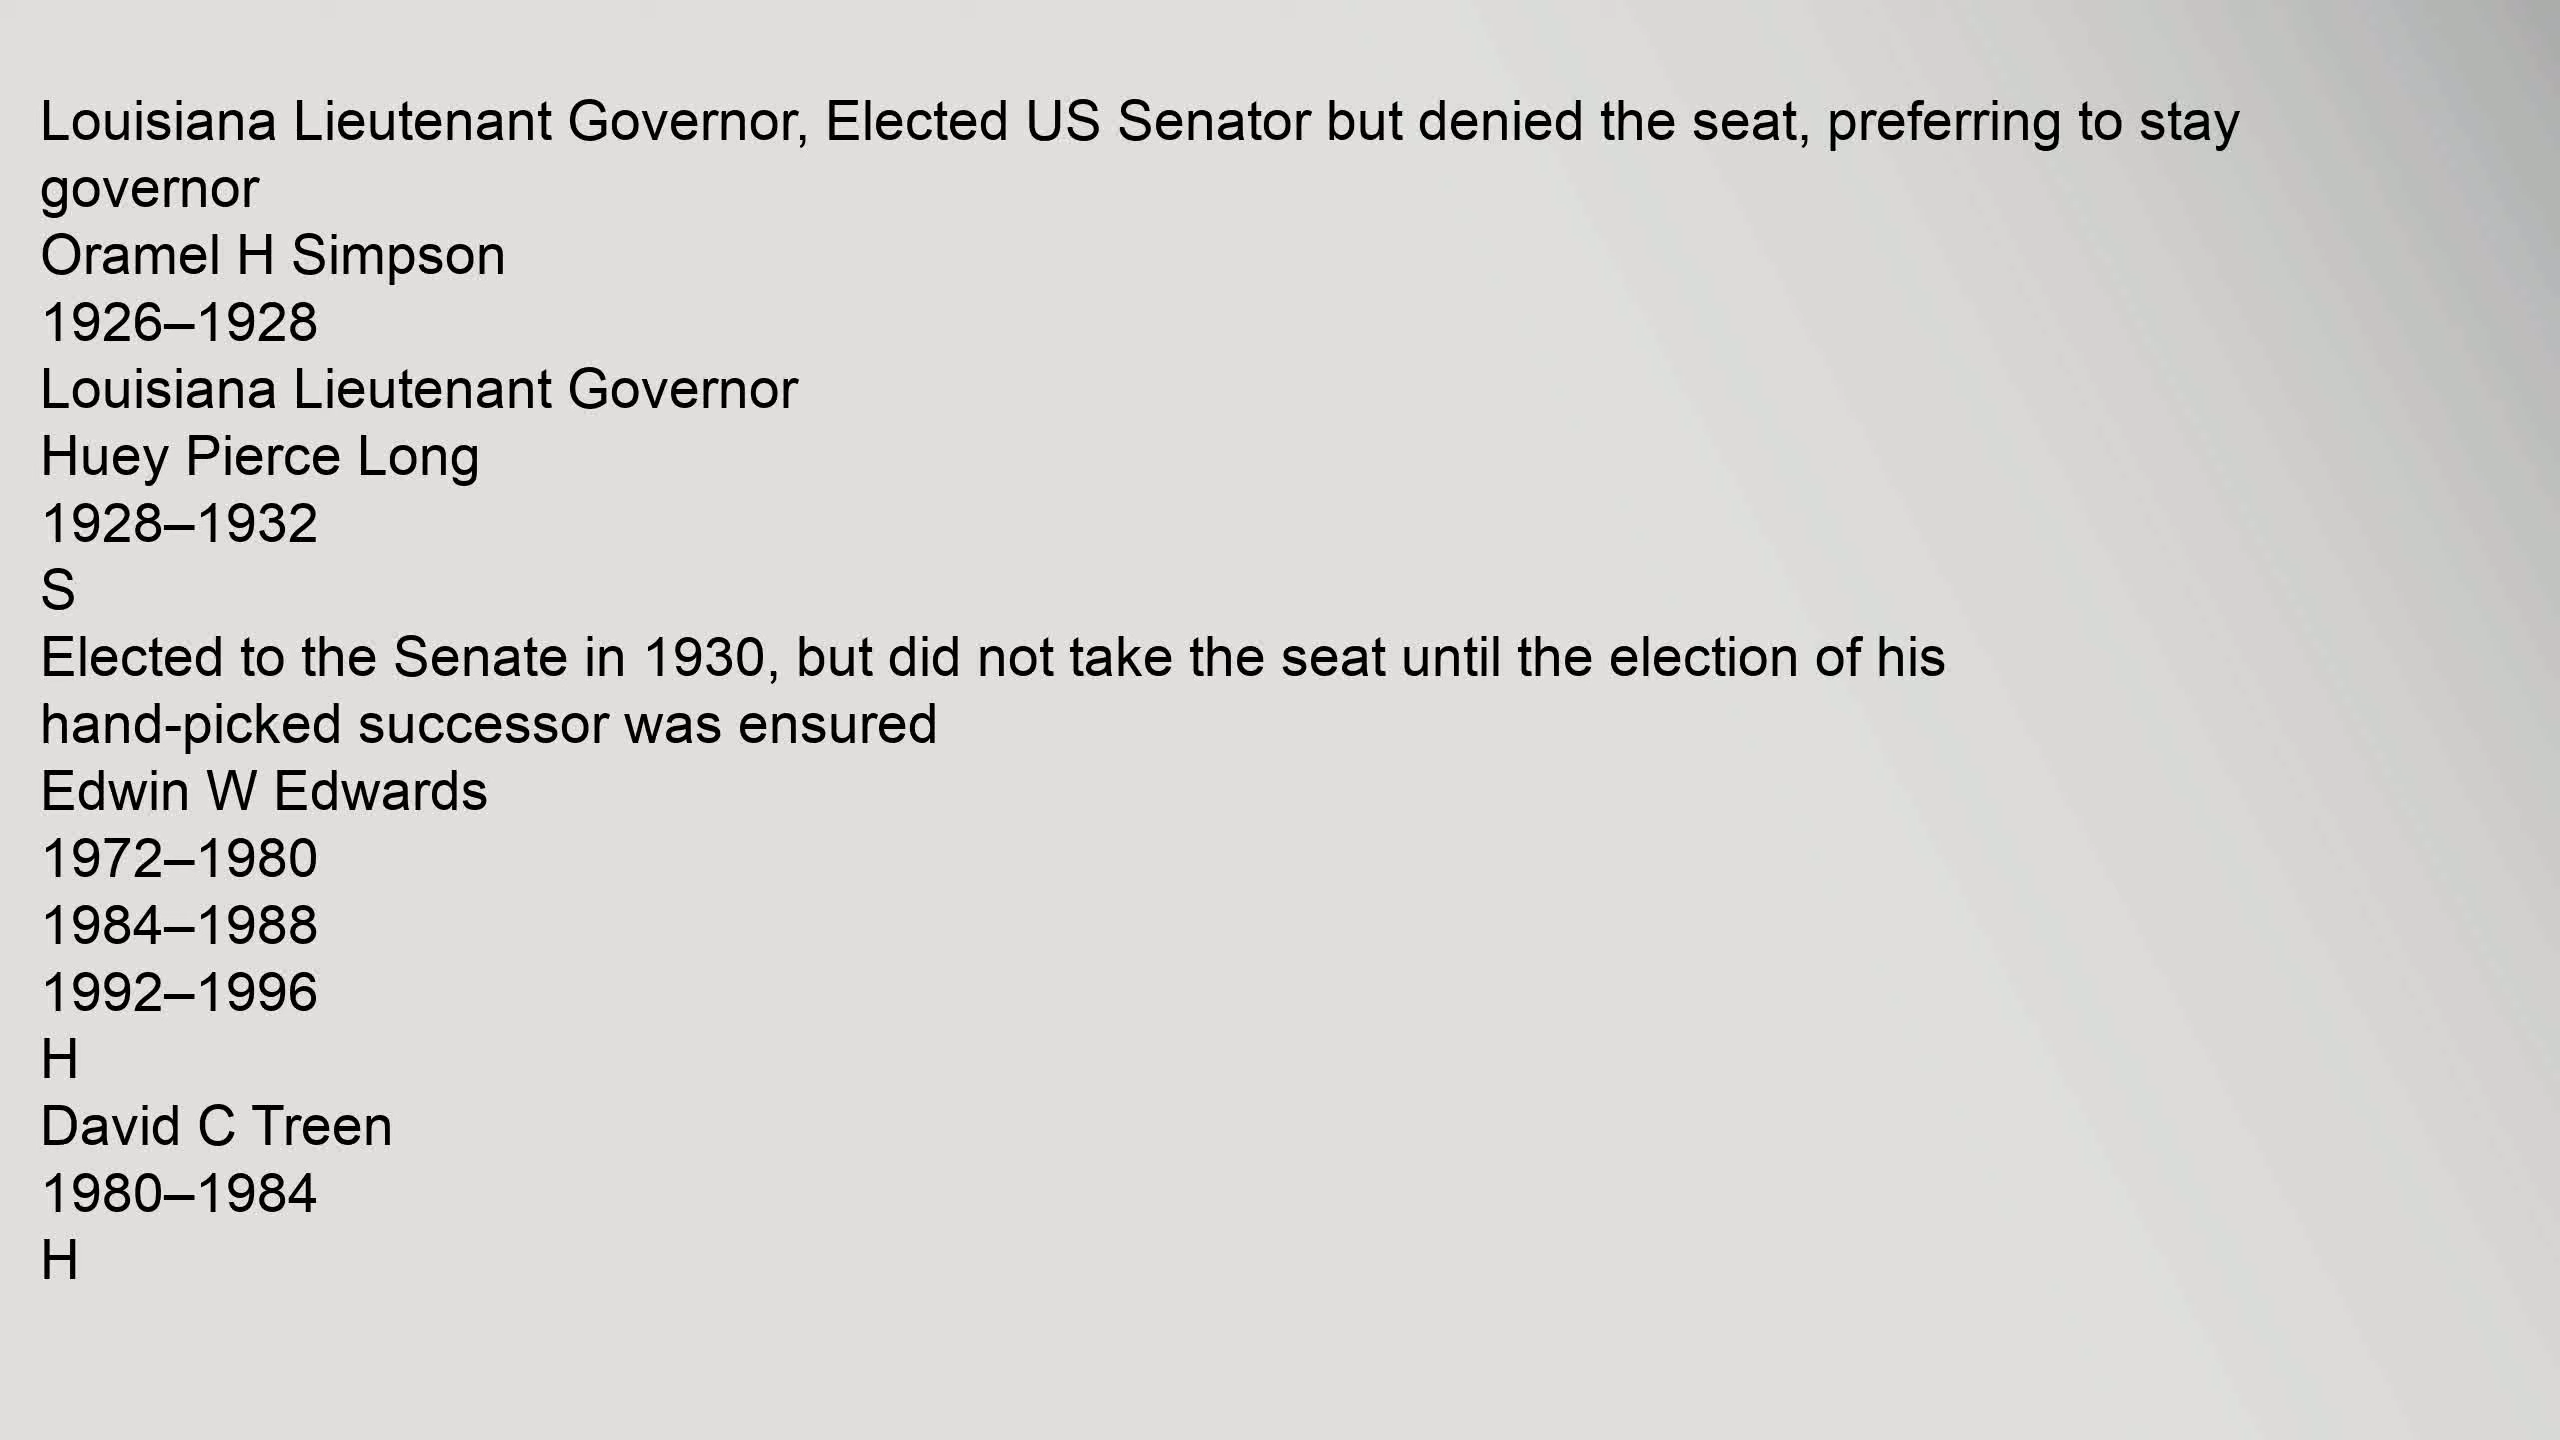 Louisiana Lieutenant Governor, Elected US Senator but denied the seat, preferring to stay
governor
Oramel H Simpson
1926–1928
Louisiana Lieutenant Governor
Huey Pierce Long
1928–1932
S
Elected to the Senate in 1930, but did not take the seat until the election of his
hand-picked successor was ensured
Edwin W Edwards
1972–1980
1984–1988
1992–1996
H
David C Treen
1980–1984
H